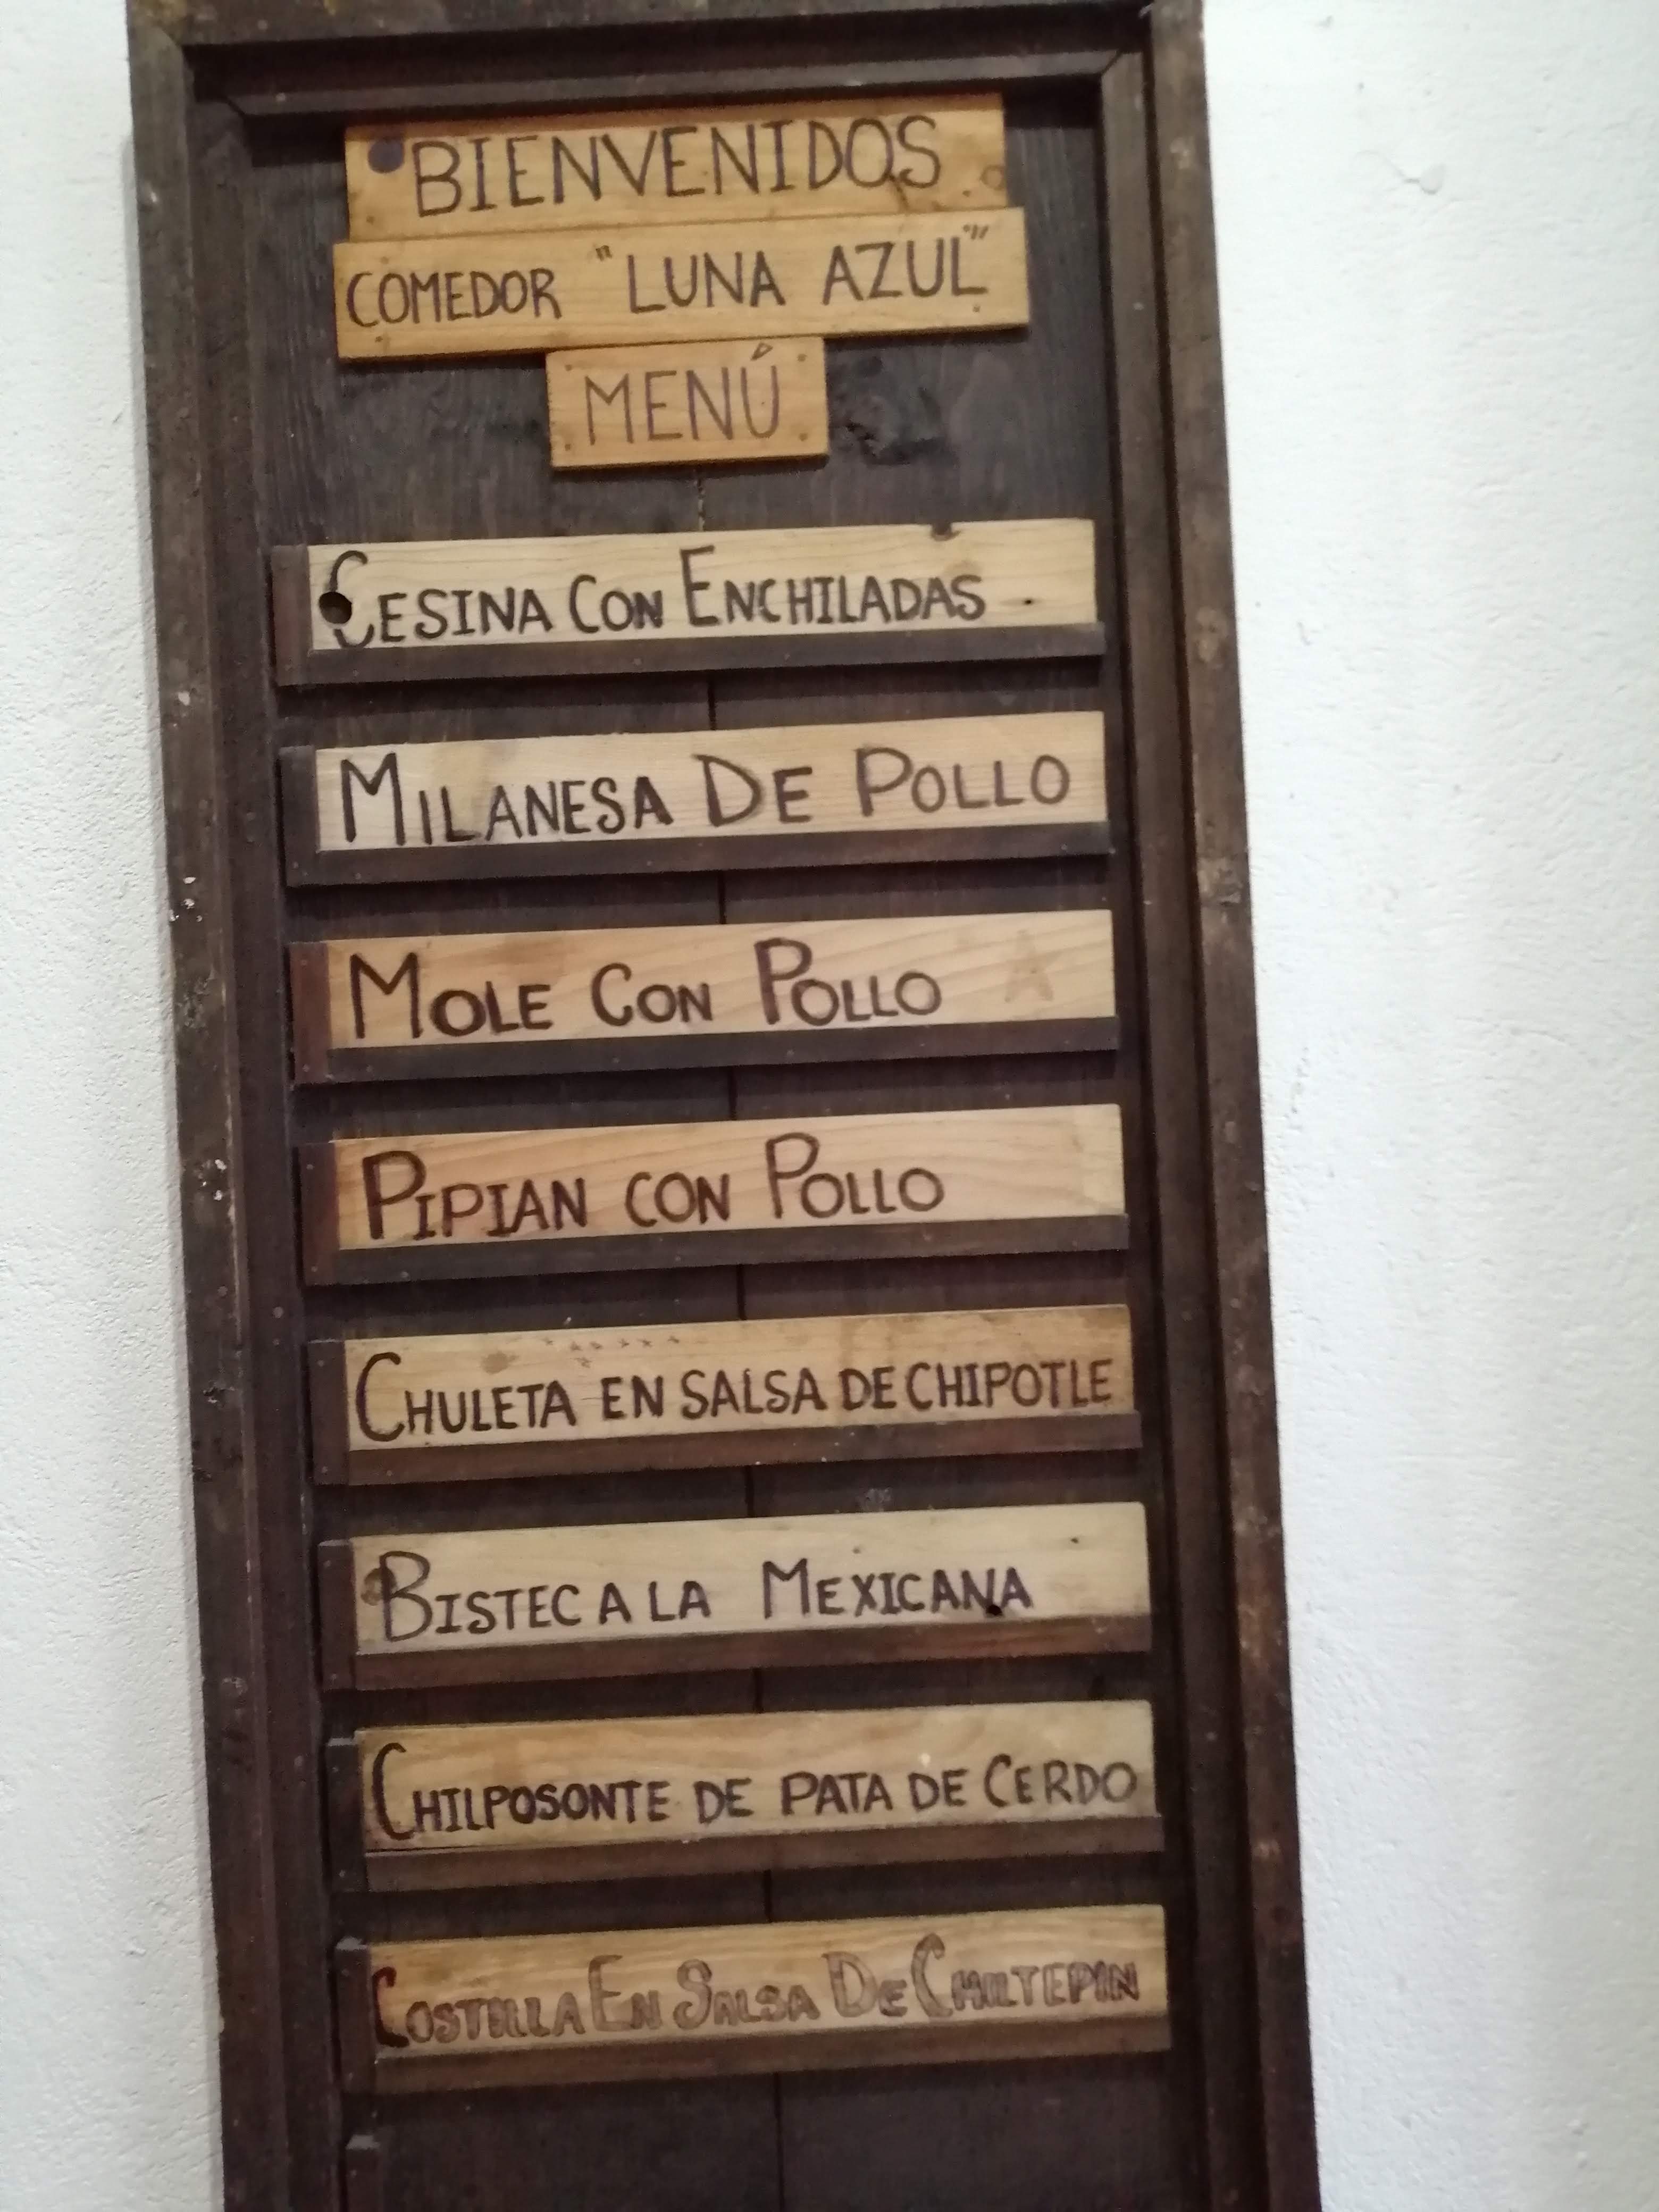 BIENVENIDOS
COMEDOR "LUNA AZUL"
MENÚ
CESINA CON ENCHILADAS
MILANESA DE POLLO
MOLE CON POLLO
PIPIAN CON POLLO
CHULETA EN SALSA DE CHIPOTLE
BISTEC A LA MEXICANA
CHILPOSONTE DE PATA DE CERDO
COSTILLA EN SALSA DE CHILTEPIN